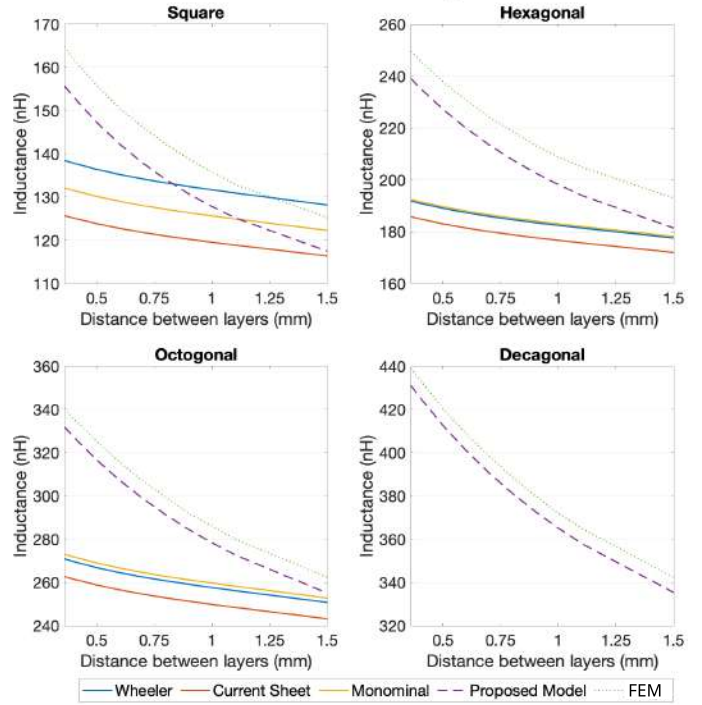 Square
170
160
150
140
130
120
110
Inductance (nH)
0.5 0.75 1 1.25 1.5
Distance between layers (mm)
Hexagonal
260
240
220
200
180
160
Inductance (nH)
0.5 0.75 1 1.25 1.5
Distance between layers (mm)
Octogonal
360
340
320
300
280
260
240
Inductance (nH)
0.5 0.75 1 1.25 1.5
Distance between layers (mm)
Decagonal
440
420
400
380
360
340
320
Inductance (nH)
0.5 0.75 1 1.25 1.5
Distance between layers (mm)
Wheeler Current Sheet Monominal Proposed Model FEM